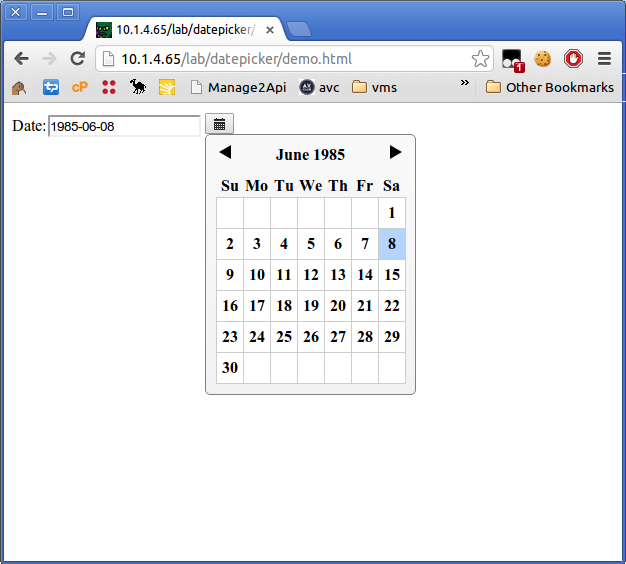 10.1.4.65/lab/datepicker/
10.1.4.65/lab/datepicker/demo.html
1
cP Manage2Api avc vms » Other Bookmarks
Date: 1985-06-08
June 1985
Su Mo Tu We Th Fr Sa
1
2 3 4 5 6 7 8
9 10 11 12 13 14 15
16 17 18 19 20 21 22
23 24 25 26 27 28 29
30